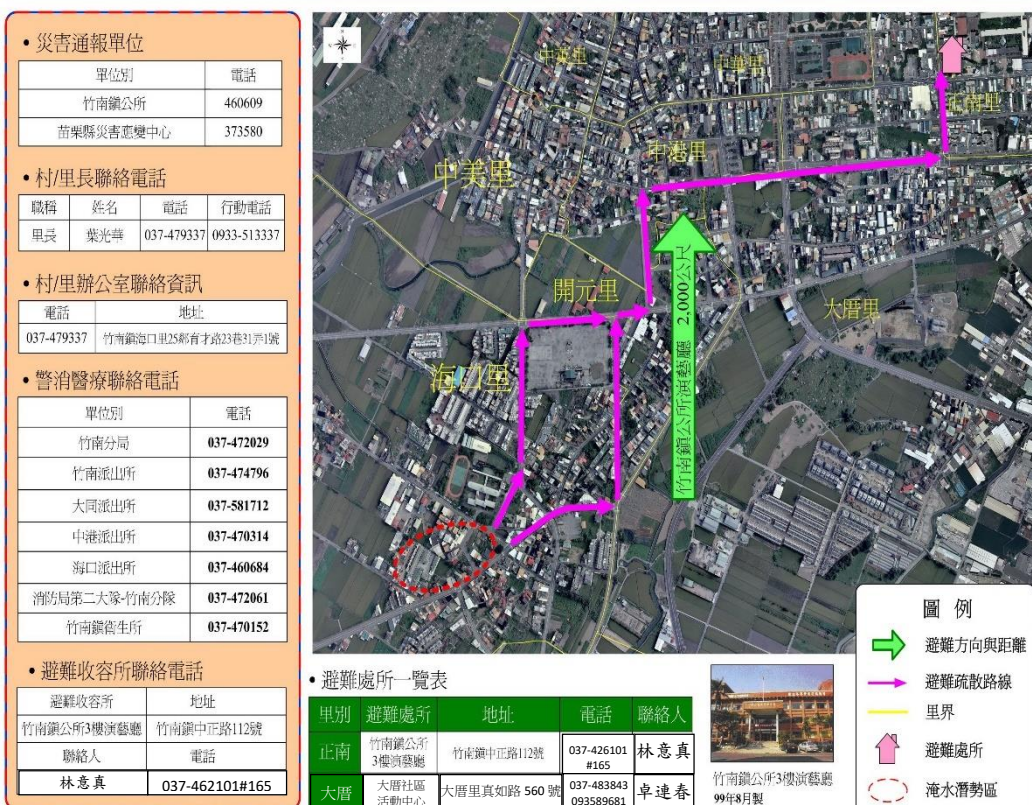 • 災害通報單位
單位別 電話
竹南鎮公所 460609
苗栗縣災害應變中心 373580
• 村/里長聯絡電話
職稱 姓名 電話 行動電話
里長 葉光華 037-479337 0933-513337
• 村/里辦公室聯絡資訊
電話 地址
037-479337 竹南鎮海口里25鄰育才路23巷31弄1號
• 警消醫療聯絡電話
單位別 電話
竹南分局 037-472029
竹南派出所 037-474796
大同派出所 037-581712
中港派出所 037-470314
海口派出所 037-460684
消防局第二大隊-竹南分隊 037-472061
竹南鎮衛生所 037-470152
• 避難收容所聯絡電話
避難收容所 地址
竹南鎮公所3樓演藝廳 竹南鎮中正路112號
聯絡人 電話
林意真 037-462101#165
中英里
中華里
正南里
中港里
中美里
開元里
大厝里
海口里
竹南鎮公所演藝廳 2,000公尺
• 避難處所一覽表
里別 避難處所 地址 電話 聯絡人
正南 竹南鎮公所3樓演藝廳 竹南鎮中正路112號 037-426101 #165 林意真
大厝 大厝社區活動中心 大厝里真如路 560 號 037-483843 093589681 卓連春
竹南鎮公所3樓演藝廳
99年8月製
圖 例
避難方向與距離
避難疏散路線
里界
避難處所
淹水潛勢區